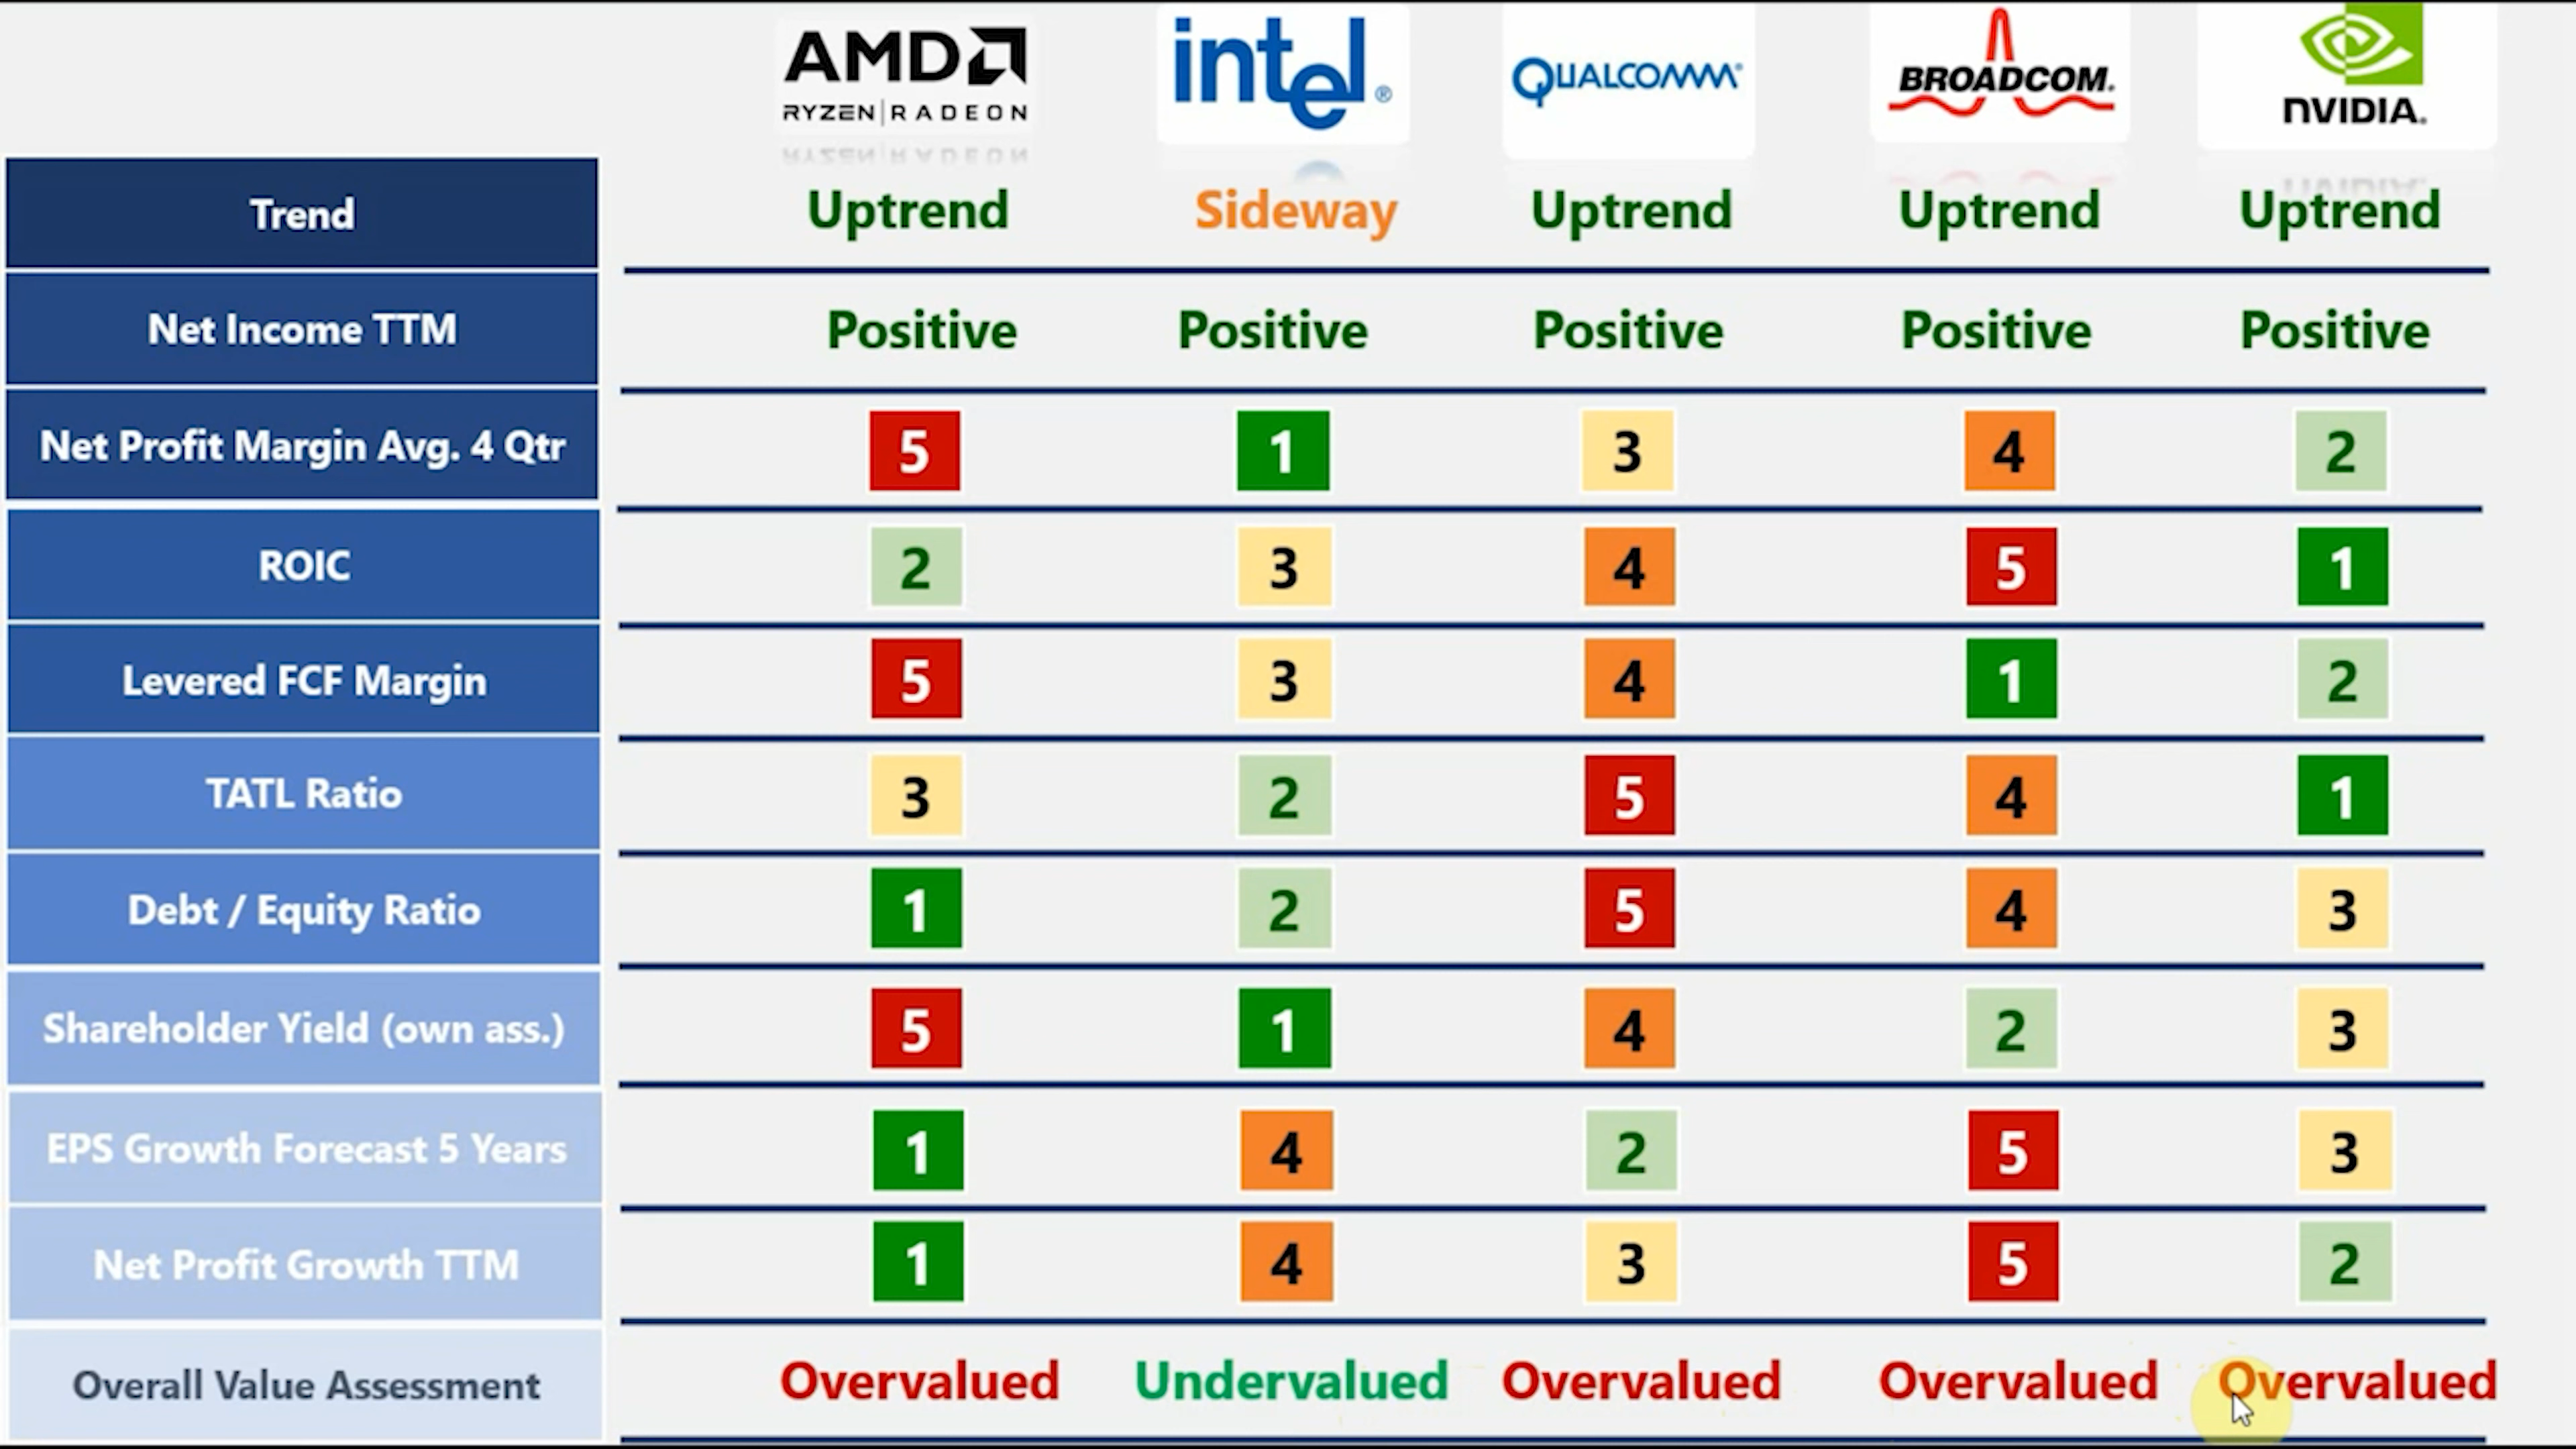 AMD
RYZEN | RADEON
intel®
QUALCOMM®
BROADCOM.
NVIDIA.
Trend Uptrend Sideway Uptrend Uptrend Uptrend
Net Income TTM Positive Positive Positive Positive Positive
Net Profit Margin Avg. 4 Qtr 5 1 3 4 2
ROIC 2 3 4 5 1
Levered FCF Margin 5 3 4 1 2
TATL Ratio 3 2 5 4 1
Debt / Equity Ratio 1 2 5 4 3
Shareholder Yield (own ass.) 5 1 4 2 3
EPS Growth Forecast 5 Years 1 4 2 5 3
Net Profit Growth TTM 1 4 3 5 2
Overall Value Assessment Overvalued Undervalued Overvalued Overvalued Overvalued